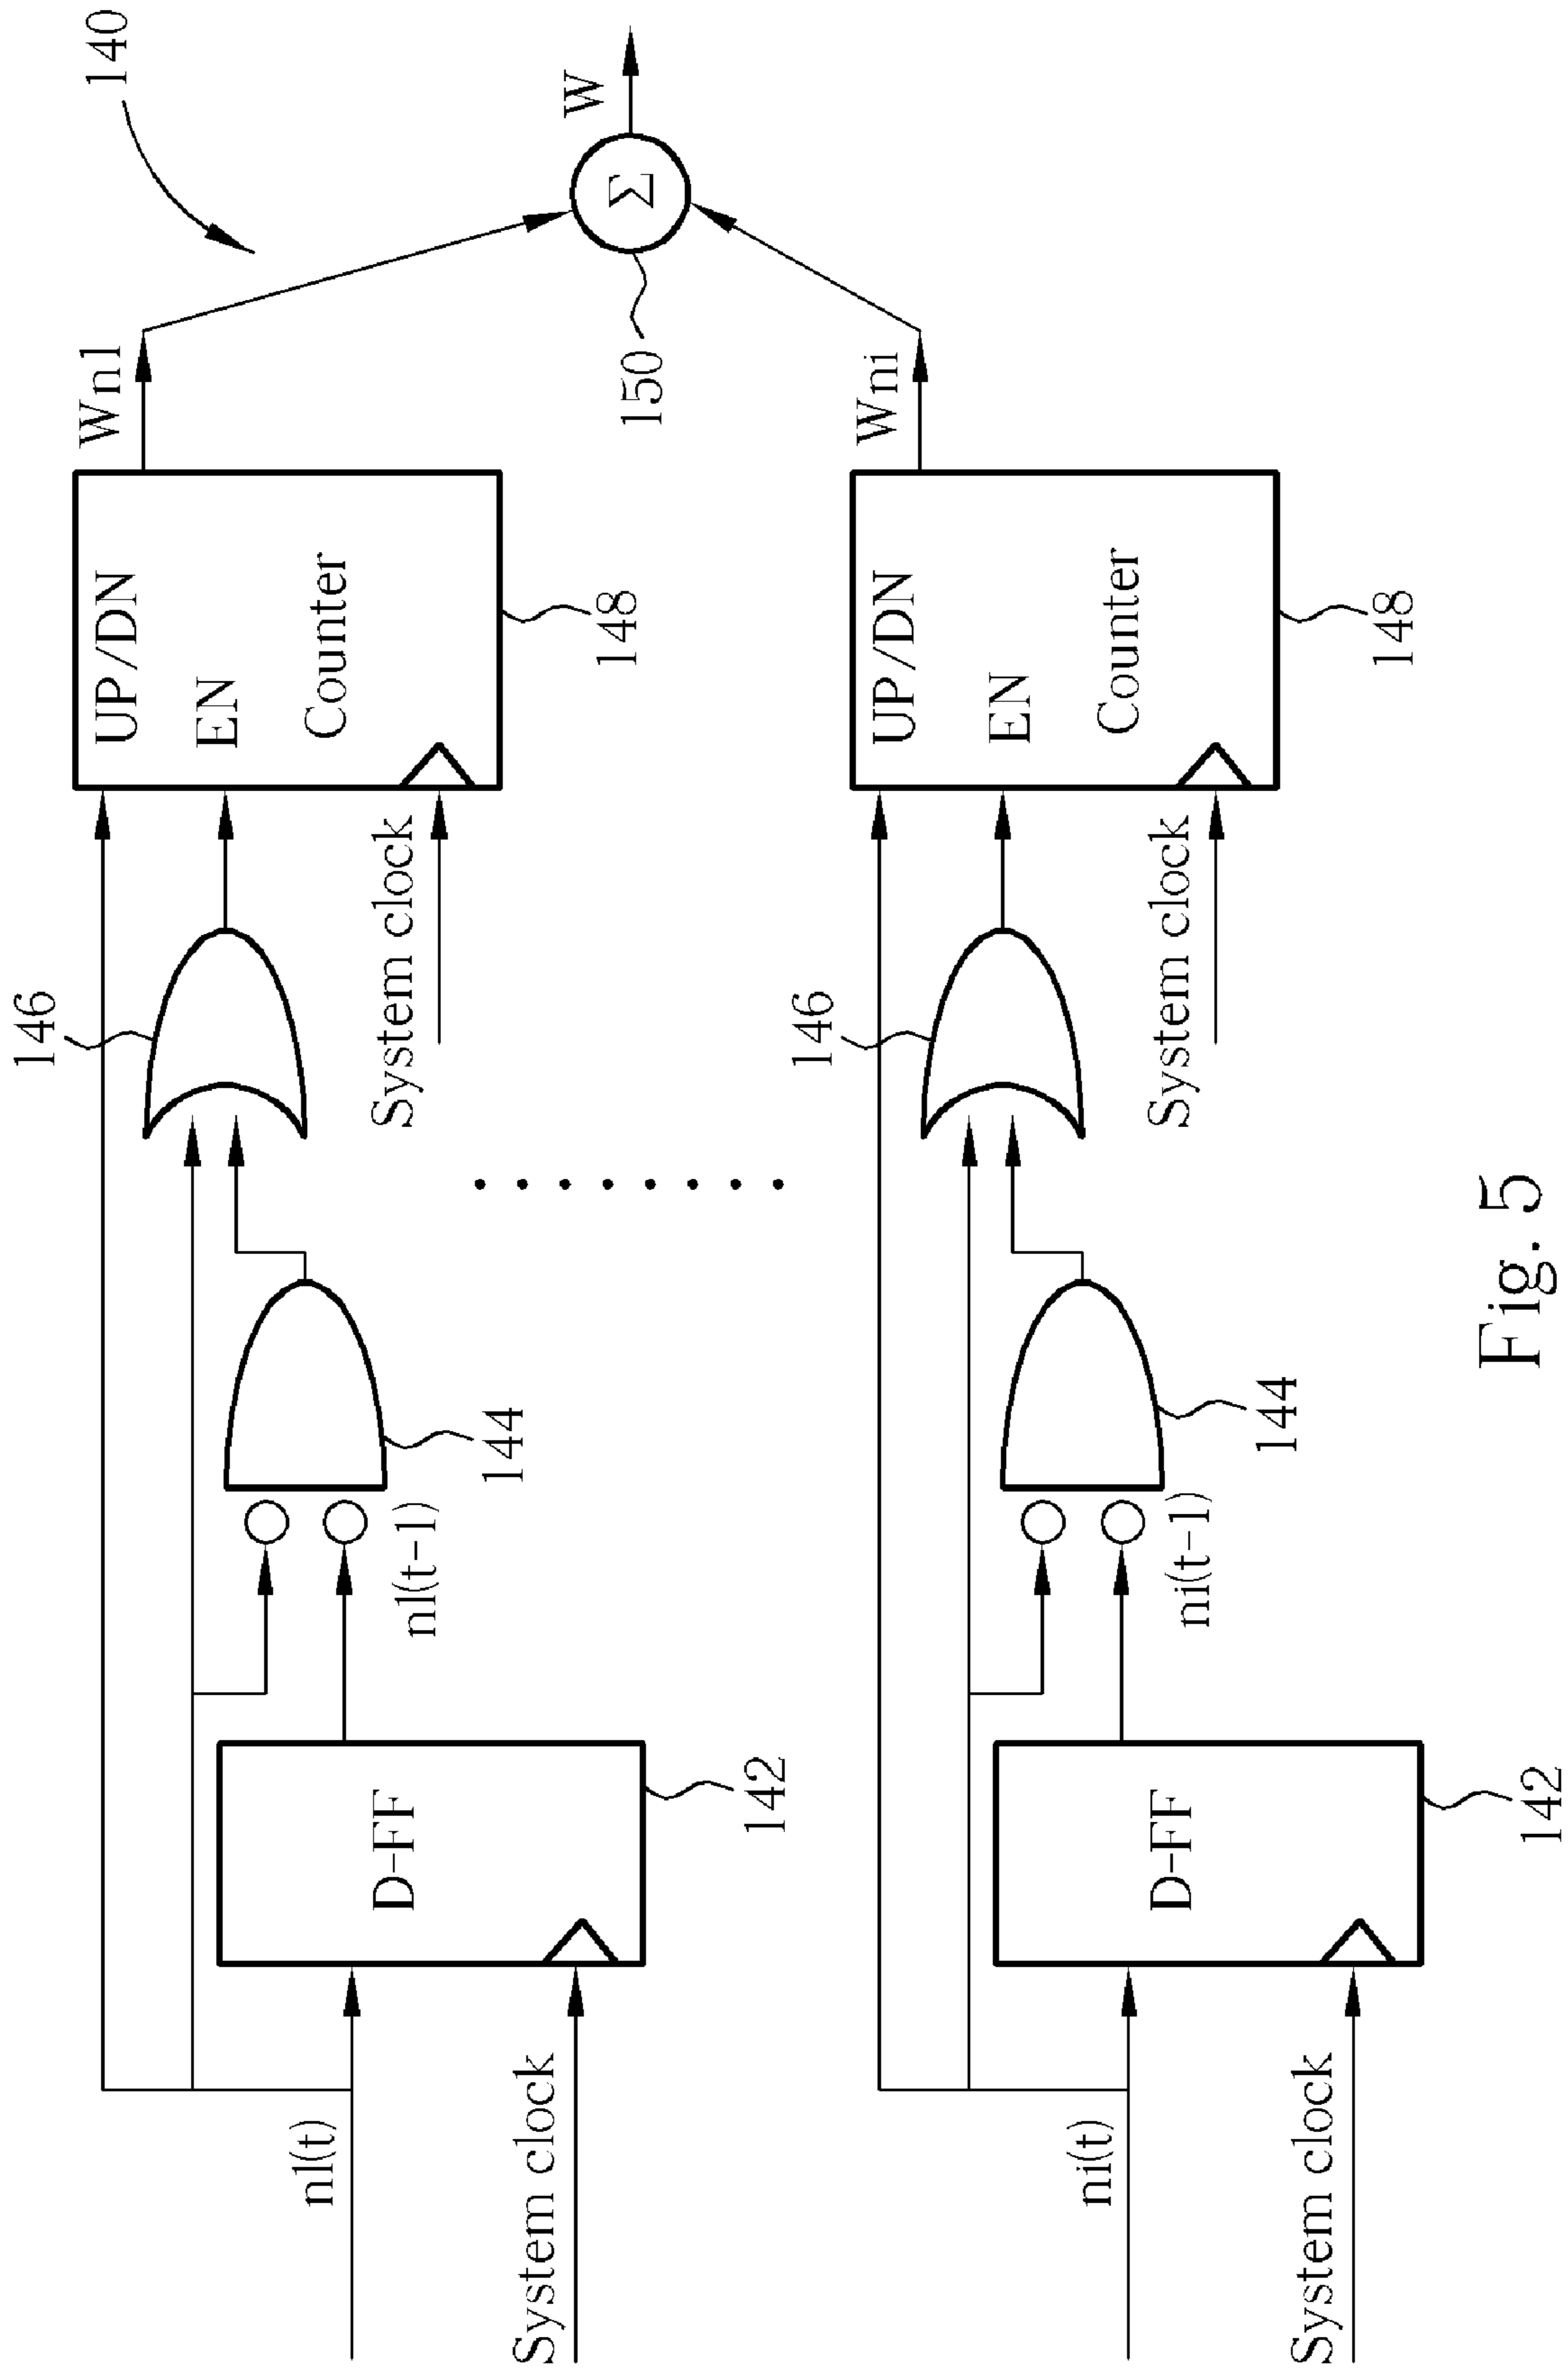 140
146
UP/DN
Wn1
W
EN
Counter
Σ
n1(t)
D-FF
n1(t-1)
144
System clock
148
150
System clock
142
146
UP/DN
Wni
EN
Counter
ni(t)
D-FF
ni(t-1)
144
System clock
148
System clock
142
Fig. 5